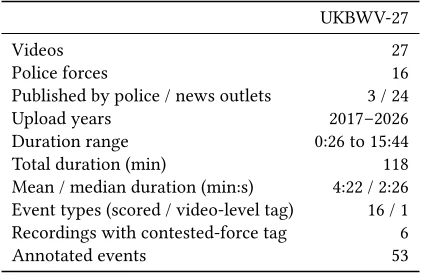 UKBWV-27
Videos 27
Police forces 16
Published by police / news outlets 3 / 24
Upload years 2017–2026
Duration range 0:26 to 15:44
Total duration (min) 118
Mean / median duration (min:s) 4:22 / 2:26
Event types (scored / video-level tag) 16 / 1
Recordings with contested-force tag 6
Annotated events 53